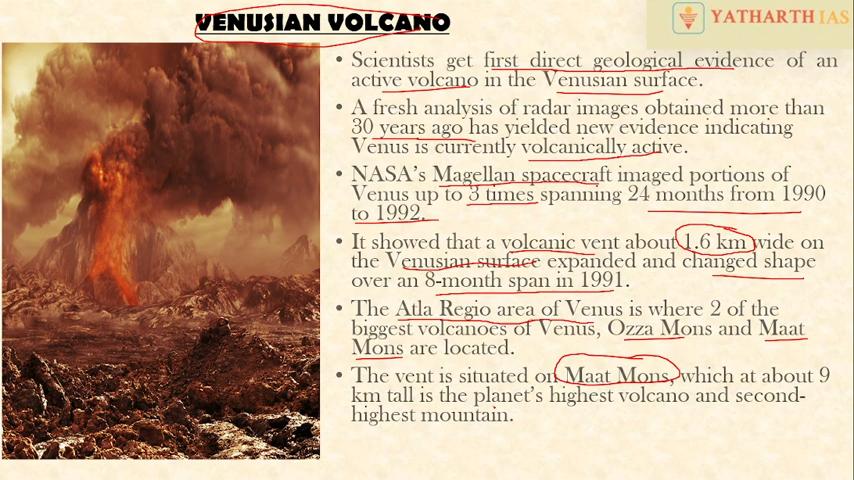 VENUSIAN VOLCANO
YATHARTH IAS
• Scientists get first direct geological evidence of an
active volcano in the Venusian surface.
• A fresh analysis of radar images obtained more than
30 years ago has yielded new evidence indicating
Venus is currently volcanically active.
• NASA's Magellan spacecraft imaged portions of
Venus up to 3 times spanning 24 months from 1990
to 1992.
• It showed that a volcanic vent about 1.6 km wide on
the Venusian surface expanded and changed shape
over an 8-month span in 1991.
• The Atla Regio area of Venus is where 2 of the
biggest volcanoes of Venus, Ozza Mons and Maat
Mons are located.
• The vent is situated on Maat Mons, which at about 9
km tall is the planet's highest volcano and second-
highest mountain.